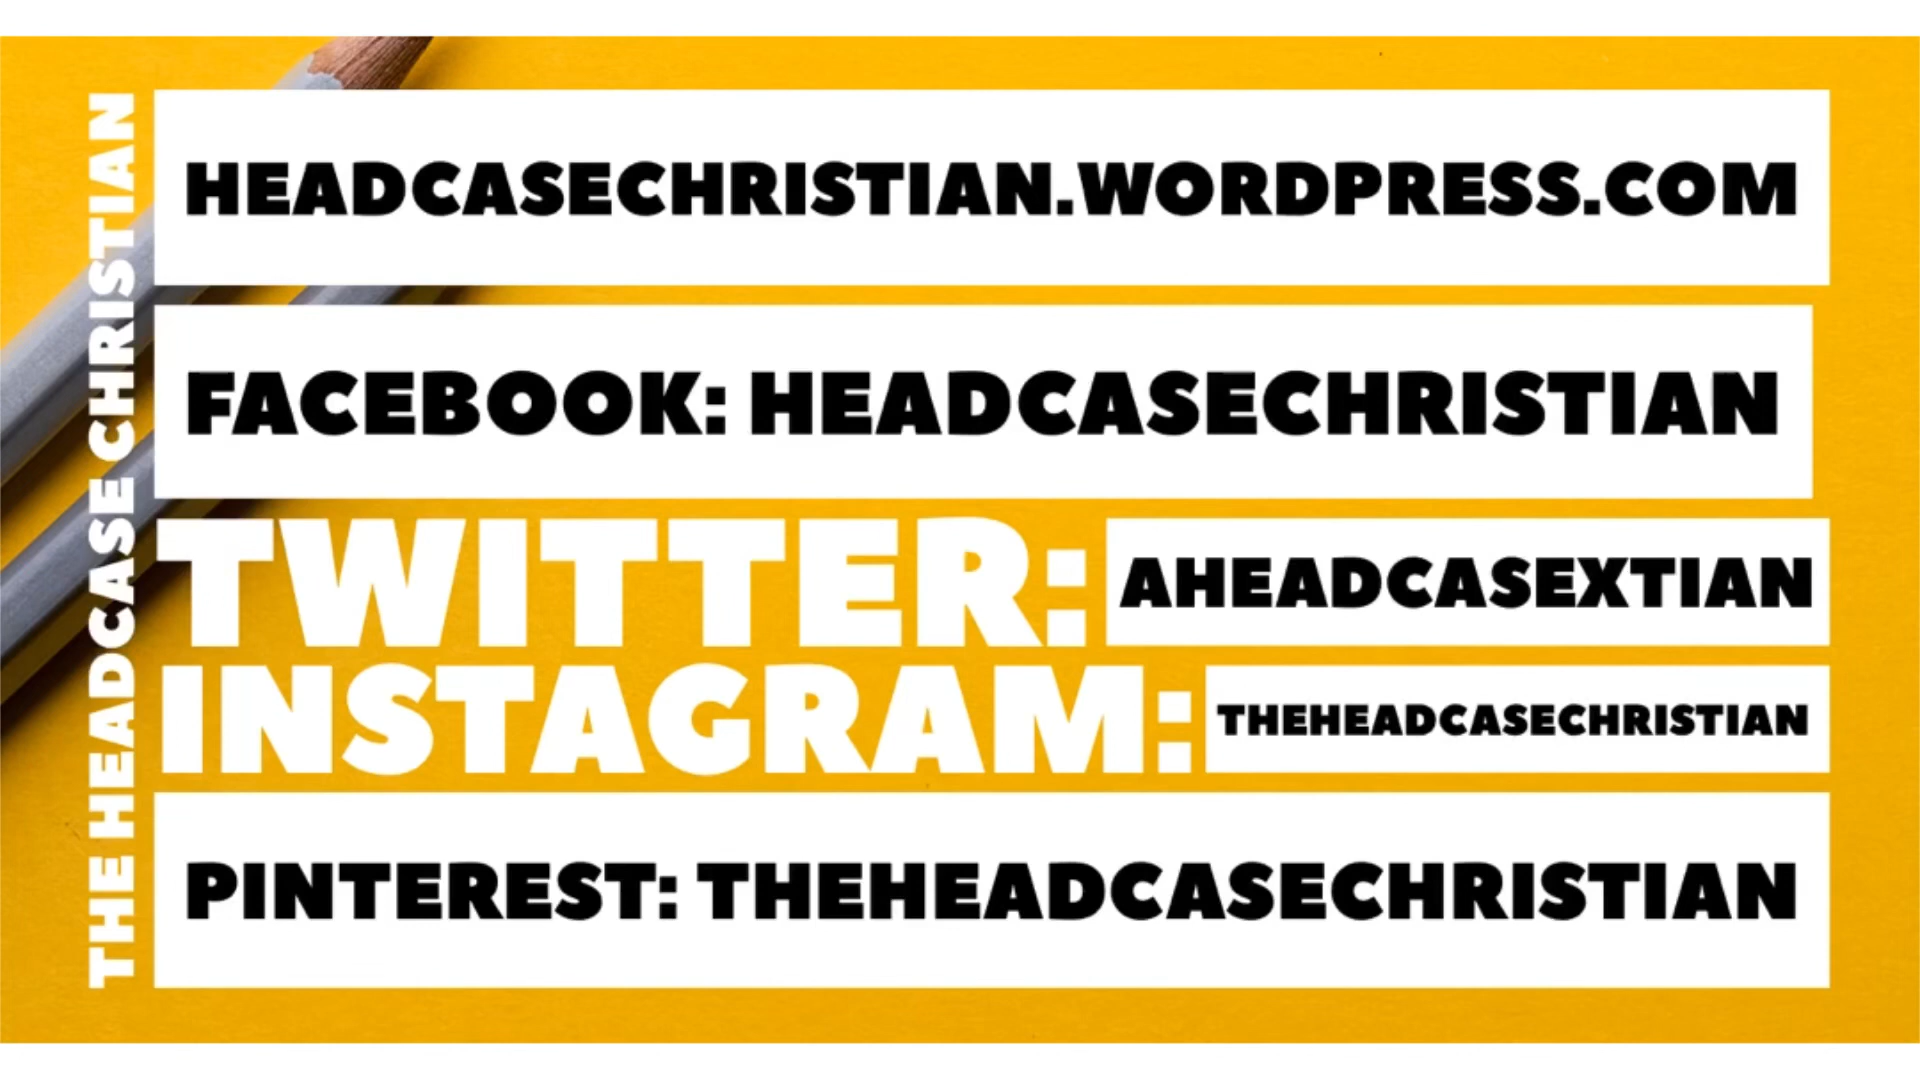 THE HEADCASE CHRISTIAN
HEADCASECHRISTIAN.WORDPRESS.COM
FACEBOOK: HEADCASECHRISTIAN
TWITTER: AHEADCASEXTIAN
INSTAGRAM: THEHEADCASECHRISTIAN
PINTEREST: THEHEADCASECHRISTIAN